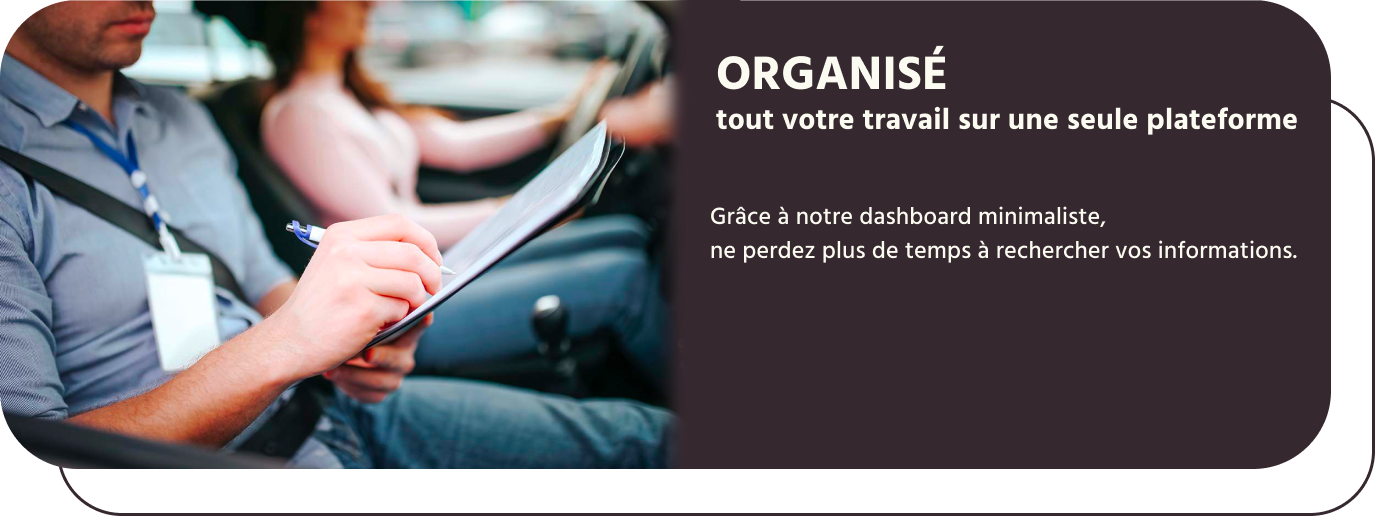 ORGANISÉ
tout votre travail sur une seule plateforme
Grâce à notre dashboard minimaliste,
ne perdez plus de temps à rechercher vos informations.